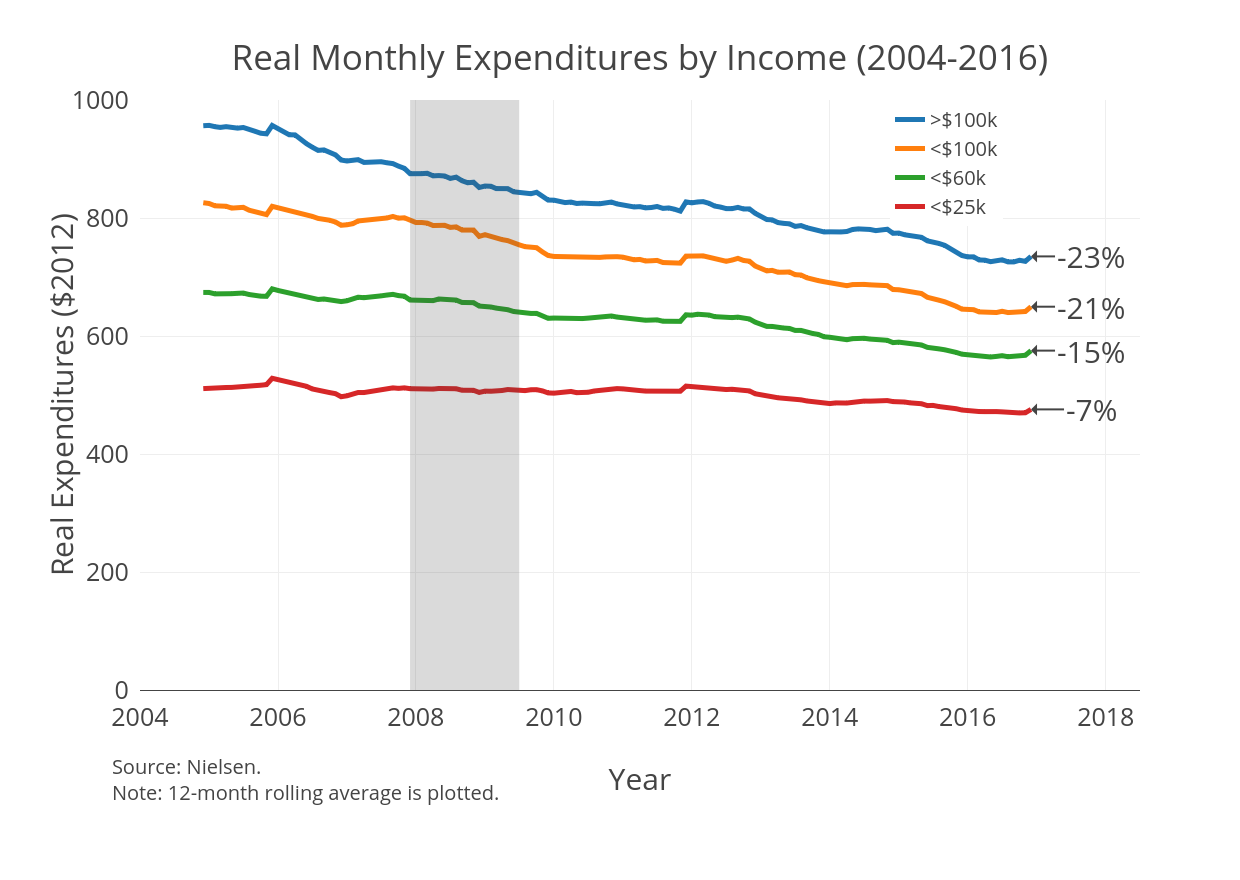 Real Monthly Expenditures by Income (2004-2016)
Real Expenditures ($2012)
1000
800
600
400
200
0
>$100k
<$100k
<$60k
<$25k
-23%
-21%
-15%
-7%
2004 2006 2008 2010 2012 2014 2016 2018
Year
Source: Nielsen.
Note: 12-month rolling average is plotted.